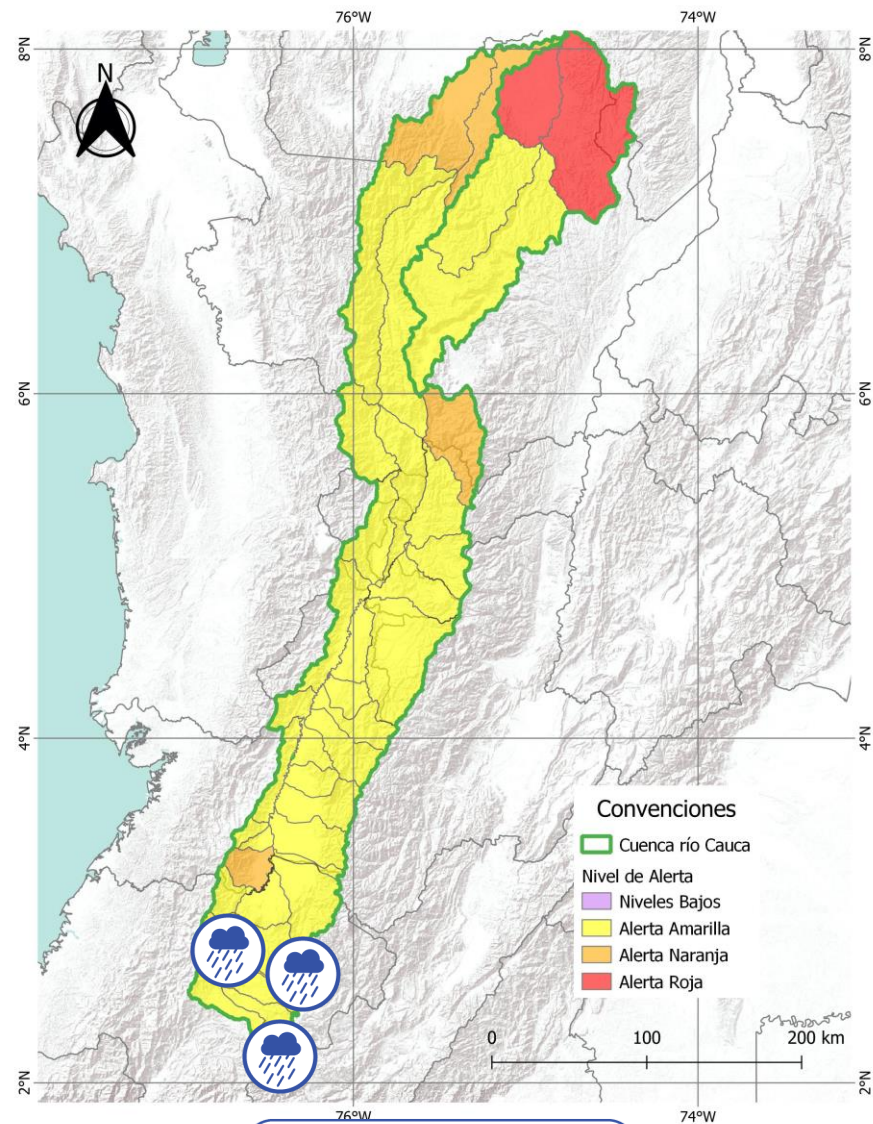 76°W
74°W
8°N
8°N
N
6°N
6°N
4°N
4°N
Convenciones
Cuenca río Cauca
Nivel de Alerta
Niveles Bajos
Alerta Amarilla
Alerta Naranja
Alerta Roja
0
100
200 km
2°N
2°N
76°W
74°W